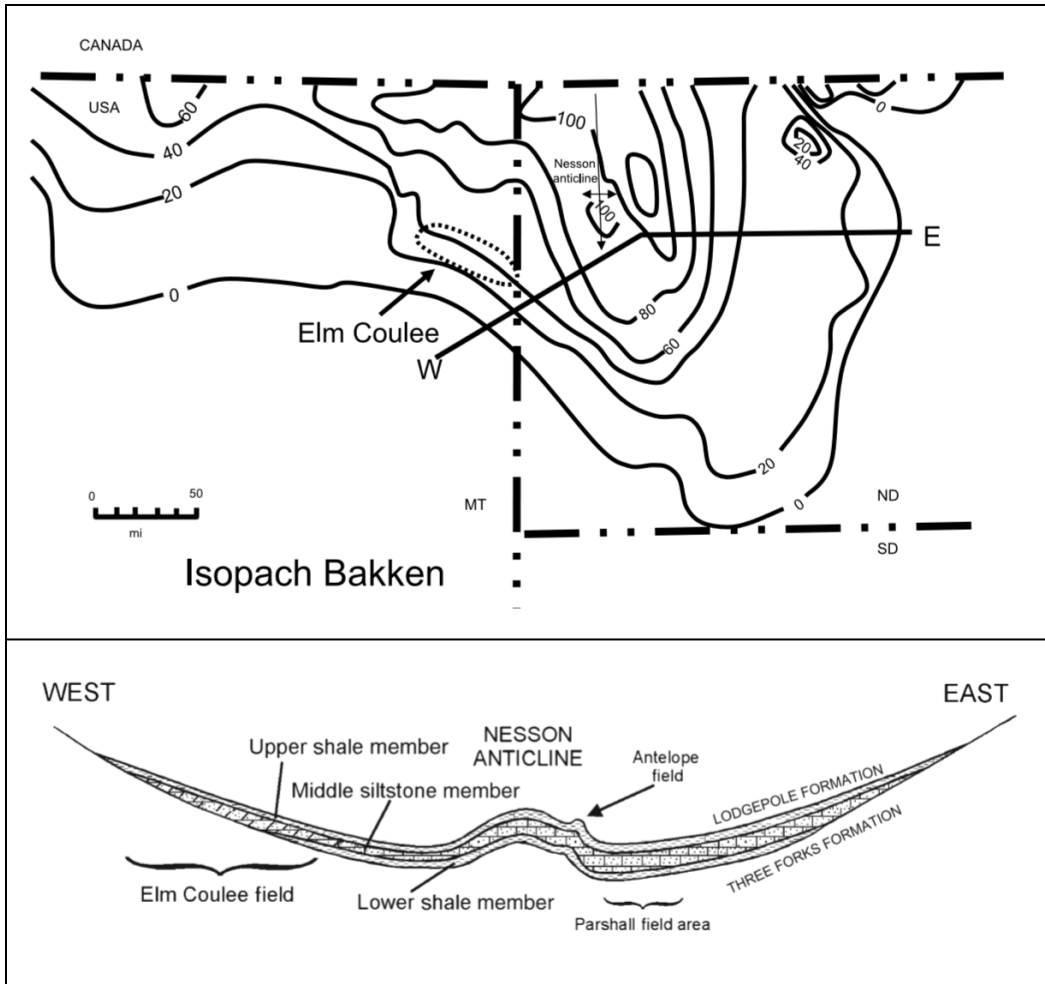 CANADA
USA
60
40
20
0
100
Nesson
anticline
100
0
20
40
E
Elm Coulee
W
80
60
20
0
0
50
mi
MT
ND
SD
Isopach Bakken
WEST
EAST
NESSON
ANTICLINE
Upper shale member
Middle siltstone member
Antelope
field
LODGEPOLE FORMATION
THREE FORKS FORMATION
Elm Coulee field
Lower shale member
Parshall field area